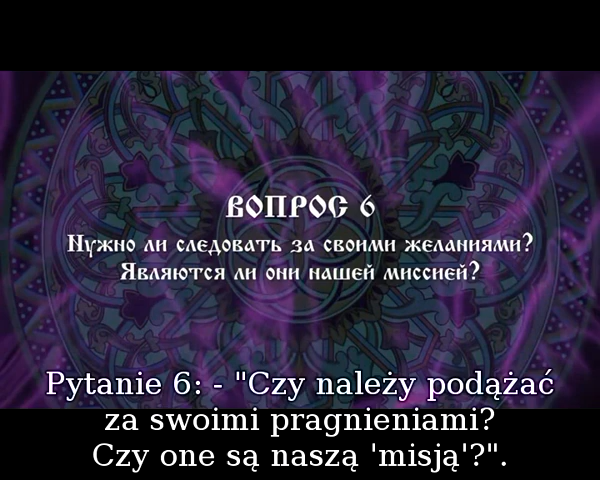 ВОПРОС 6
Нужно ли следовать за своими желаниями?
Являются ли они нашей миссией?
Pytanie 6: - "Czy należy podążać
za swoimi pragnieniami?
Czy one są naszą 'misją'?".